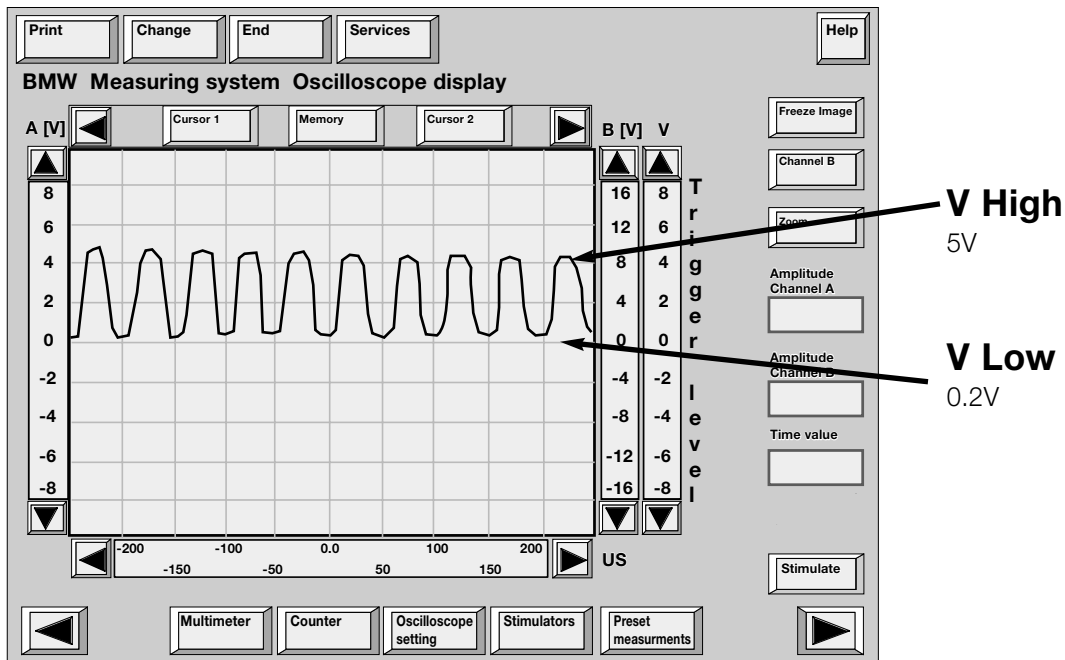 Print
Change
End
Services
Help
BMW Measuring system Oscilloscope display
A [V]
Cursor 1
Memory
Cursor 2
B [V]
V
Freeze Image
Channel B
Zoom
8
6
4
2
0
-2
-4
-6
-8
16
12
8
4
0
-4
-8
-12
-16
8
6
4
2
0
-2
-4
-6
-8
Trigger level
V High
5V
Amplitude
Channel A
V Low
0.2V
Amplitude
Channel B
Time value
-200 -100 0.0 100 200
-150 -50 50 150
US
Stimulate
Multimeter
Counter
Oscilloscope
setting
Stimulators
Preset
measurments